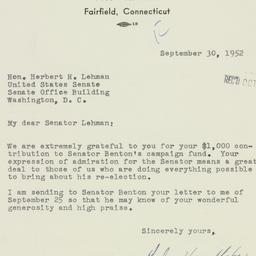 Fairfield, Connecticut
September 30, 1952
Hon. Herbert H. Lehman
United States Senate
Senate Office Building
Washington, D. C.
My dear Senator Lehman:
We are extremely grateful to you for your $1,000 con-
tribution to Senator Benton's campaign fund. Your
expression of admiration for the Senator means a great
deal to those of us who are doing everything possible
to bring about his re-election.
I am sending to Senator Benton your letter to me of
September 25 so that he may know of your wonderful
generosity and high praise.
Sincerely yours,